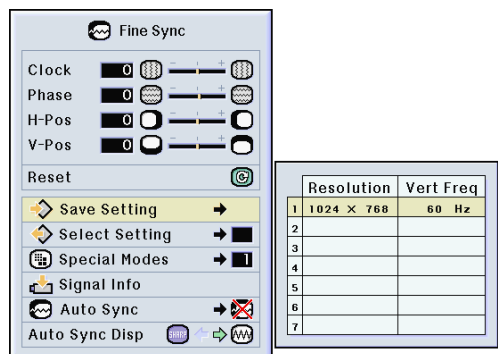 Fine Sync
Clock 0 - +
Phase 0 - +
H-Pos 0 - +
V-Pos 0 - +
Reset
Save Setting
Select Setting
Special Modes 1
Signal Info
Auto Sync
Auto Sync Disp SHARP
Resolution Vert Freq
1 1024 × 768 60 Hz
2
3
4
5
6
7